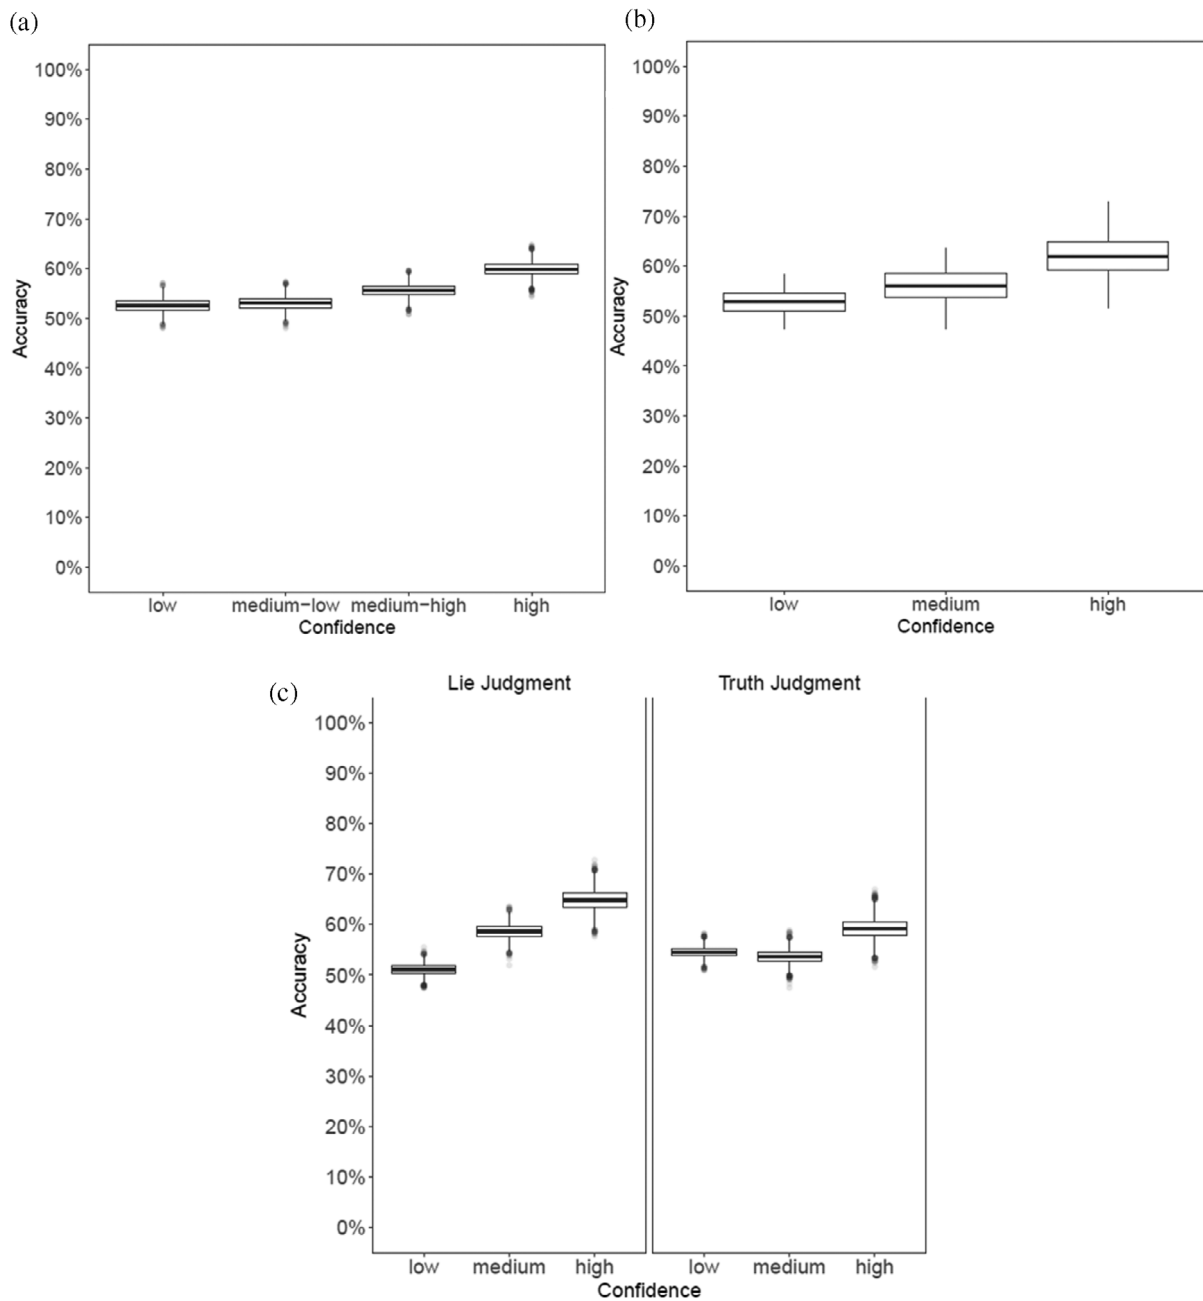 (a)
100%
90%
80%
70%
60%
50%
40%
30%
20%
10%
0%
Accuracy
low medium-low medium-high high
Confidence
(b)
100%
90%
80%
70%
60%
50%
40%
30%
20%
10%
0%
Accuracy
low medium high
Confidence
(c)
Lie Judgment Truth Judgment
100%
90%
80%
70%
60%
50%
40%
30%
20%
10%
0%
Accuracy
low medium high low medium high
Confidence